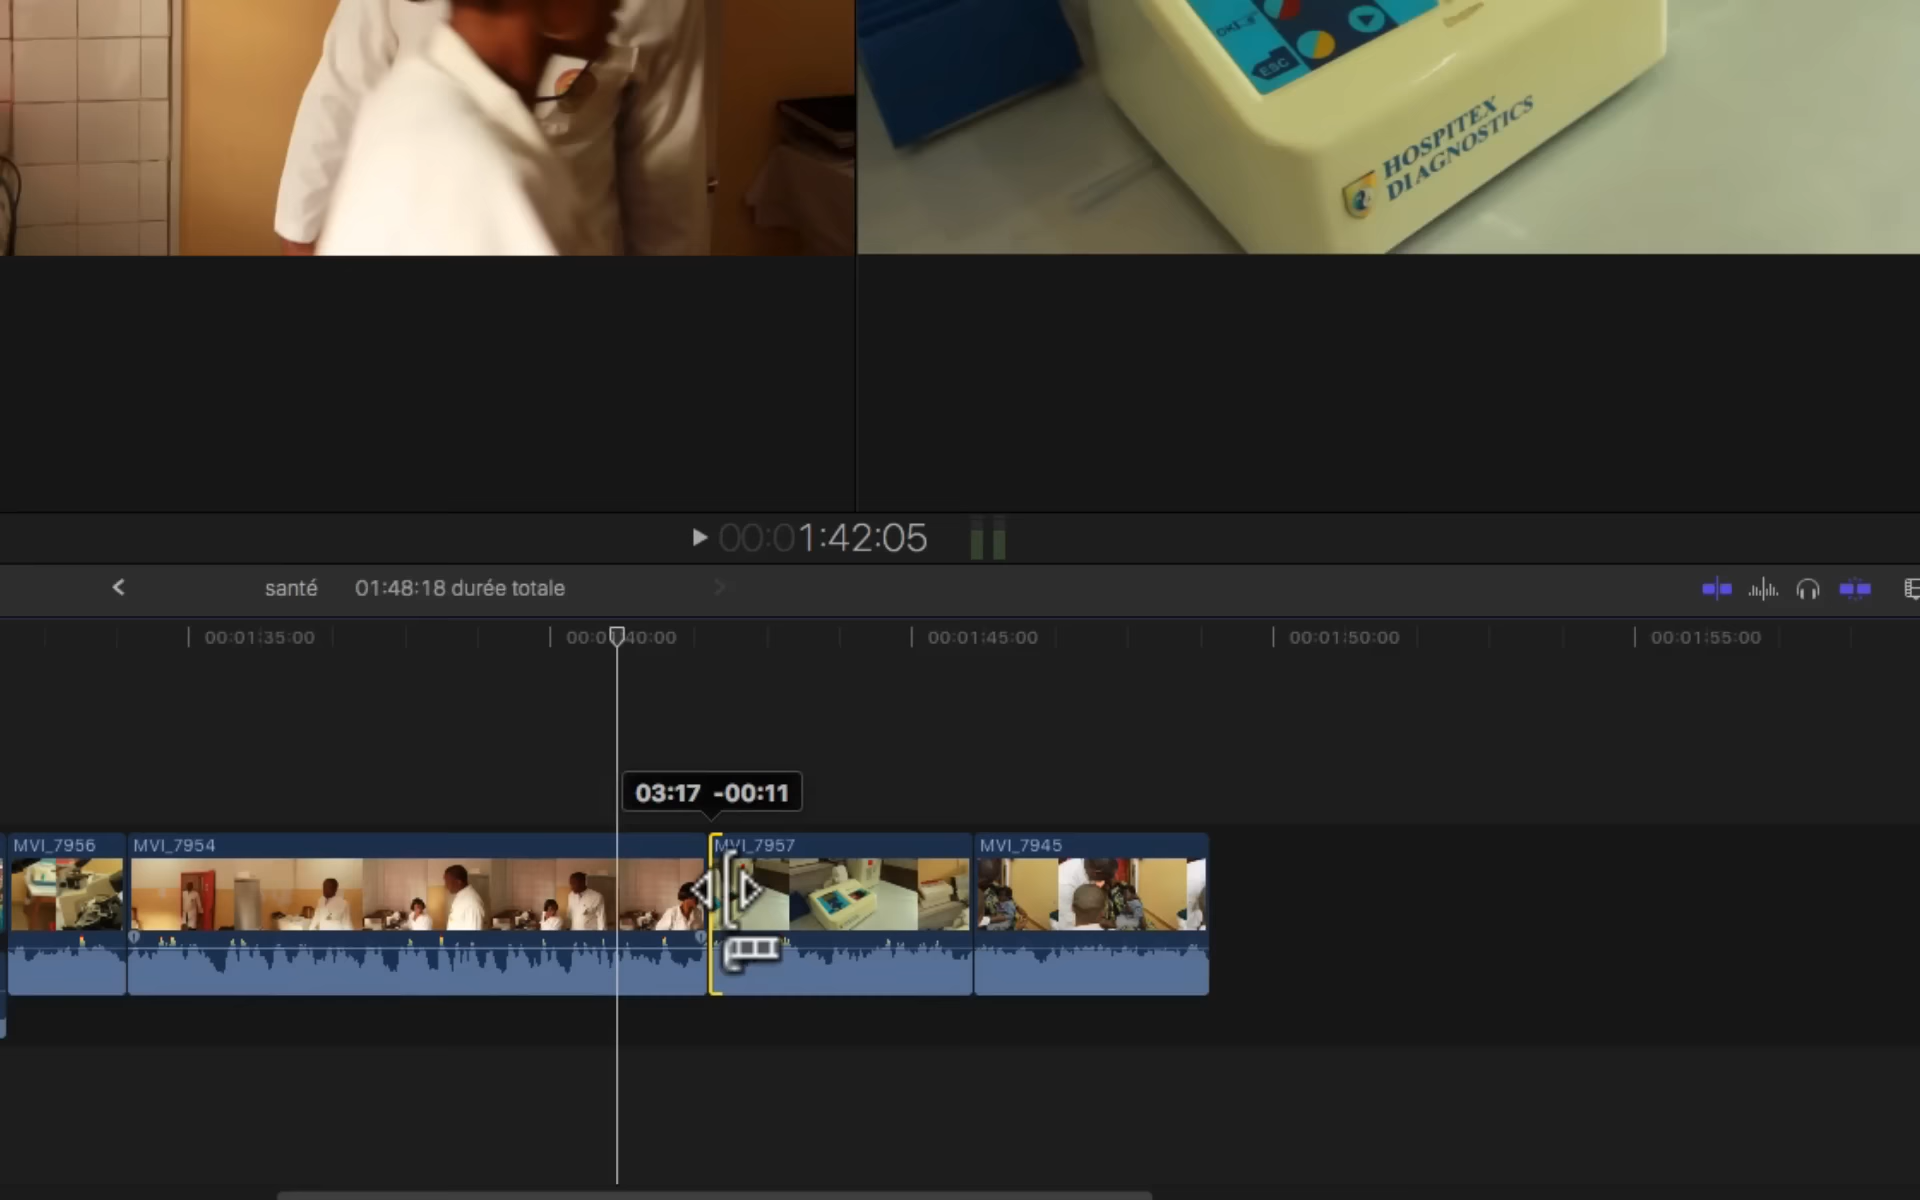 OK
ESC
HOSPITEX
DIAGNOSTICS
00:01:42:05
santé 01:48:18 durée totale
00:01:35:00 00:01:40:00 00:01:45:00 00:01:50:00 00:01:55:00
03:17 -00:11
MVI_7956 MVI_7954 MVI_7957 MVI_7945